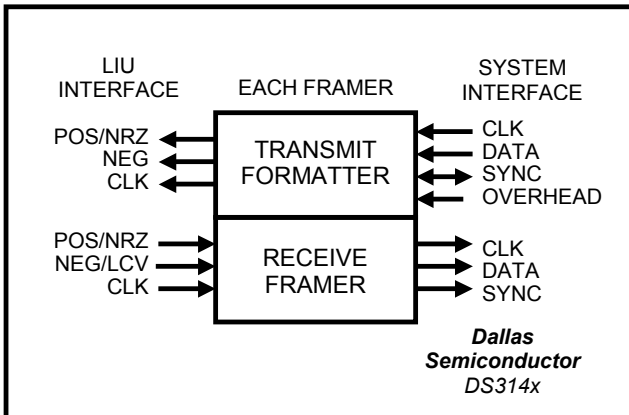 LIU
INTERFACE
EACH FRAMER
SYSTEM
INTERFACE
POS/NRZ
NEG
CLK
TRANSMIT
FORMATTER
CLK
DATA
SYNC
OVERHEAD
POS/NRZ
NEG/LCV
CLK
RECEIVE
FRAMER
CLK
DATA
SYNC
Dallas
Semiconductor
DS314x